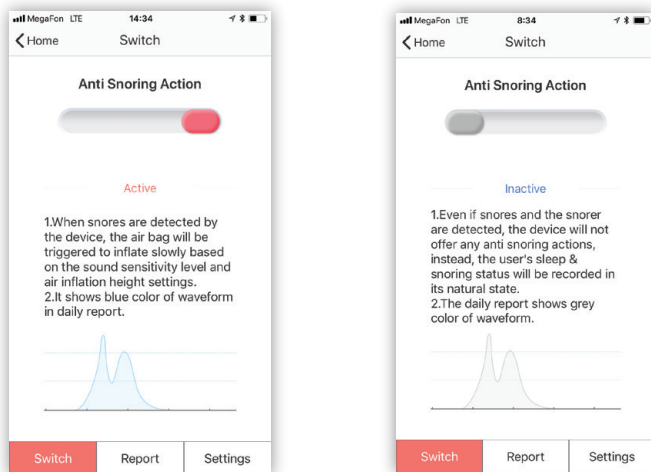 MegaFon LTE 14:34
Home Switch
Anti Snoring Action
Active
1.When snores are detected by
the device, the air bag will be
triggered to inflate slowly based
on the sound sensitivity level and
air inflation height settings.
2.It shows blue color of waveform
in daily report.
Switch Report Settings
MegaFon LTE 8:34
Home Switch
Anti Snoring Action
Inactive
1.Even if snores and the snorer
are detected, the device will not
offer any anti snoring actions,
instead, the user's sleep &
snoring status will be recorded in
its natural state.
2.The daily report shows grey
color of waveform.
Switch Report Settings